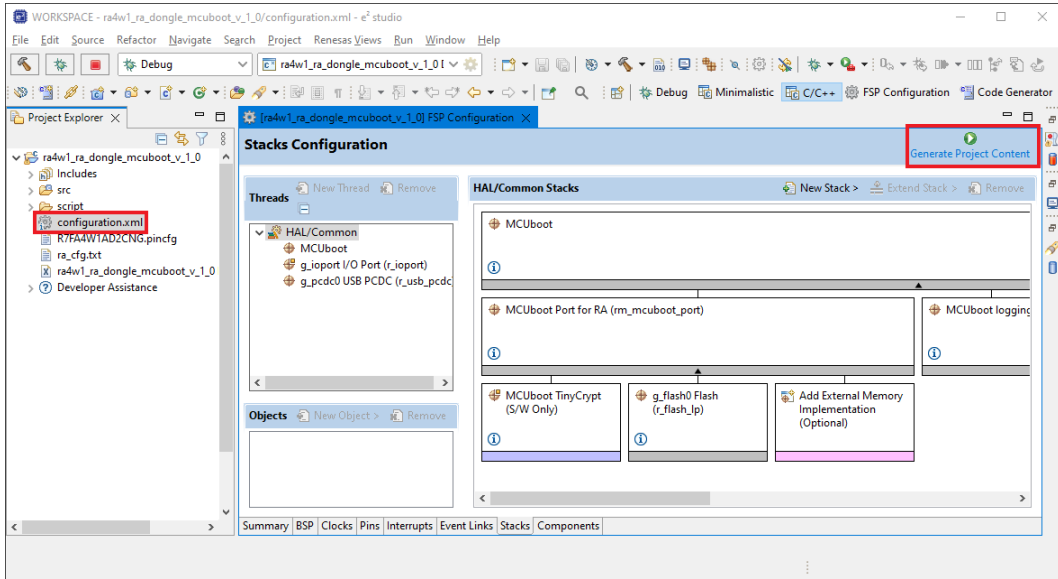 WORKSPACE - ra4w1_ra_dongle_mcuboot_v_1_0/configuration.xml - e² studio
File Edit Source Refactor Navigate Search Project Renesas Views Run Window Help
Debug ra4w1_ra_dongle_mcuboot_v_1_0 [
Debug Minimalistic C/C++ FSP Configuration Code Generator
Project Explorer
[ra4w1_ra_dongle_mcuboot_v_1_0] FSP Configuration
ra4w1_ra_dongle_mcuboot_v_1_0
Includes
src
script
configuration.xml
R7FA4W1AD2CNG.pincfg
ra_cfg.txt
ra4w1_ra_dongle_mcuboot_v_1_0
Developer Assistance
Stacks Configuration
Generate Project Content
Threads New Thread Remove
HAL/Common
MCUboot
g_ioport I/O Port (r_ioport)
g_pcdc0 USB PCDC (r_usb_pcdc
Objects New Object > Remove
HAL/Common Stacks New Stack > Extend Stack > Remove
MCUboot
MCUboot Port for RA (rm_mcuboot_port)
MCUboot logging
MCUboot TinyCrypt
(S/W Only)
g_flash0 Flash
(r_flash_lp)
Add External Memory
Implementation
(Optional)
Summary BSP Clocks Pins Interrupts Event Links Stacks Components